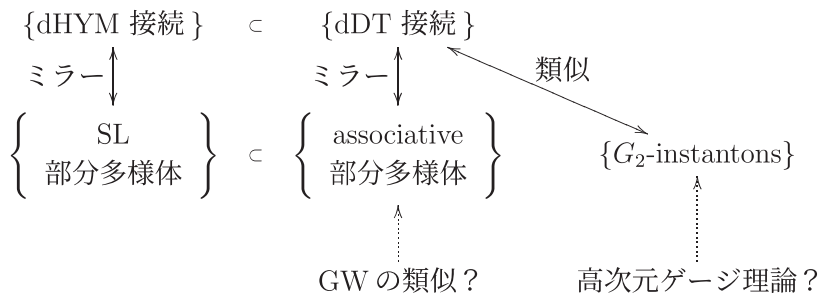 {dHYM 接続} ⊂ {dDT 接続}
ミラー ミラー 類似
{ SL 部分多様体 } ⊂ { associative 部分多様体 } {G₂-instantons}
GW の類似？ 高次元ゲージ理論？